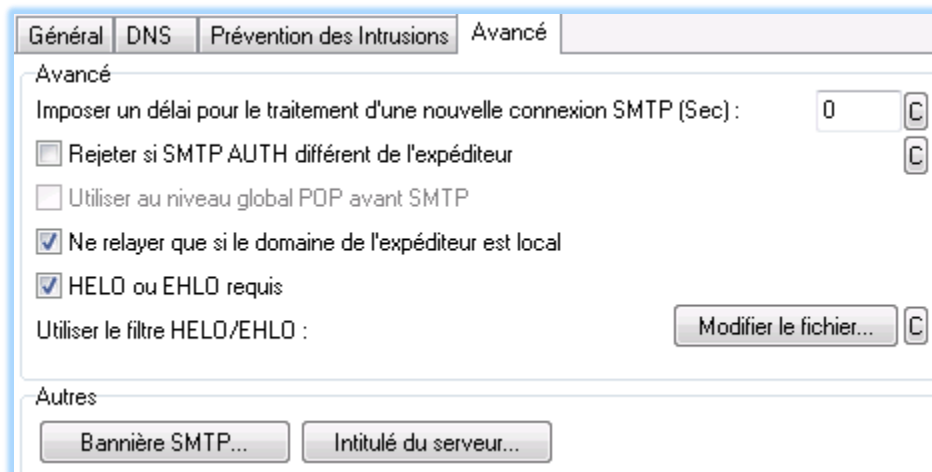 Général DNS Prévention des Intrusions Avancé
Avancé
Imposer un délai pour le traitement d'une nouvelle connexion SMTP (Sec) : 0 C
Rejeter si SMTP AUTH différent de l'expéditeur C
Utiliser au niveau global POP avant SMTP
Ne relayer que si le domaine de l'expéditeur est local
HELO ou EHLO requis
Utiliser le filtre HELO/EHLO : Modifier le fichier... C
Autres
Bannière SMTP... Intitulé du serveur...